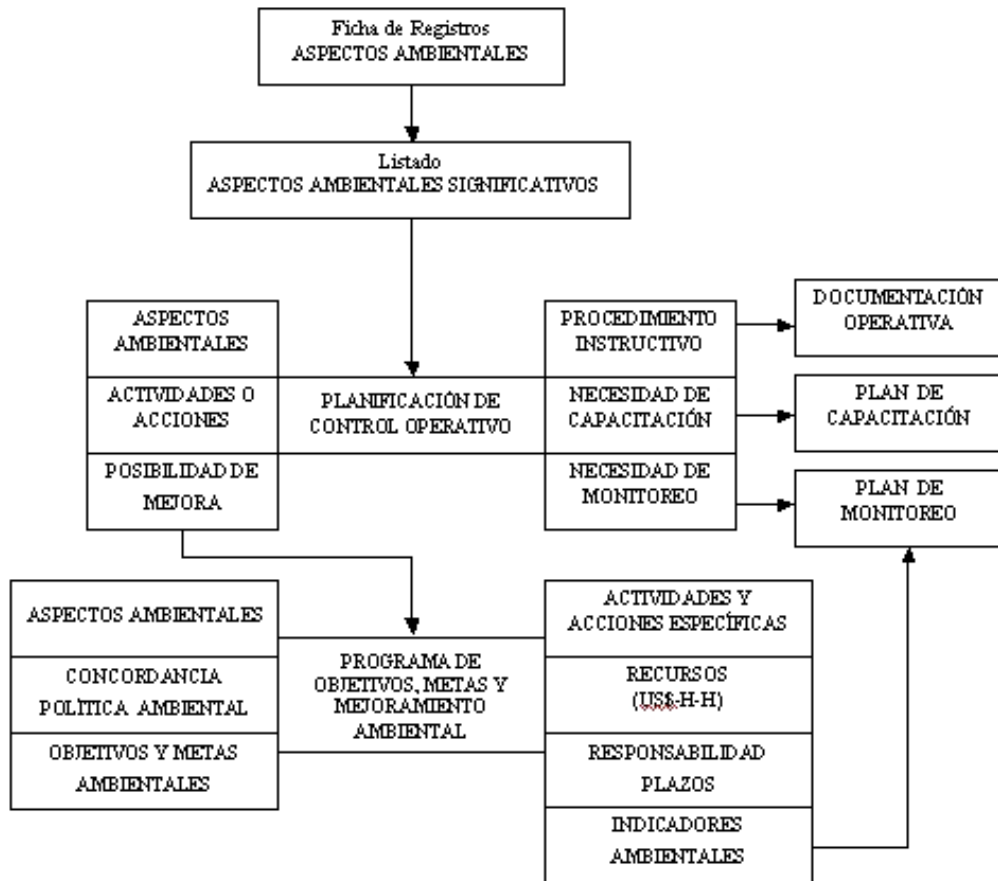 Ficha de Registros
ASPECTOS AMBIENTALES
Listado
ASPECTOS AMBIENTALES SIGNIFICATIVOS
ASPECTOS
AMBIENTALES
ACTIVIDADES O
ACCIONES
POSIBILIDAD DE
MEJORA
PLANIFICACIÓN DE
CONTROL OPERATIVO
PROCEDIMIENTO
INSTRUCTIVO
NECESIDAD DE
CAPACITACIÓN
NECESIDAD DE
MONITOREO
DOCUMENTACIÓN
OPERATIVA
PLAN DE
CAPACITACIÓN
PLAN DE
MONITOREO
ASPECTOS AMBIENTALES
CONCORDANCIA
POLÌTICA AMBIENTAL
OBJETIVOS Y METAS
AMBIENTALES
PROGRAMA DE
OBJETIVOS, METAS Y
MEJORAMIENTO
AMBIENTAL
ACTIVIDADES Y
ACCIONES ESPECÍFICAS
RECURSOS
(US$-H-H)
RESPONSABILIDAD
PLAZOS
INDICADORES
AMBIENTALES